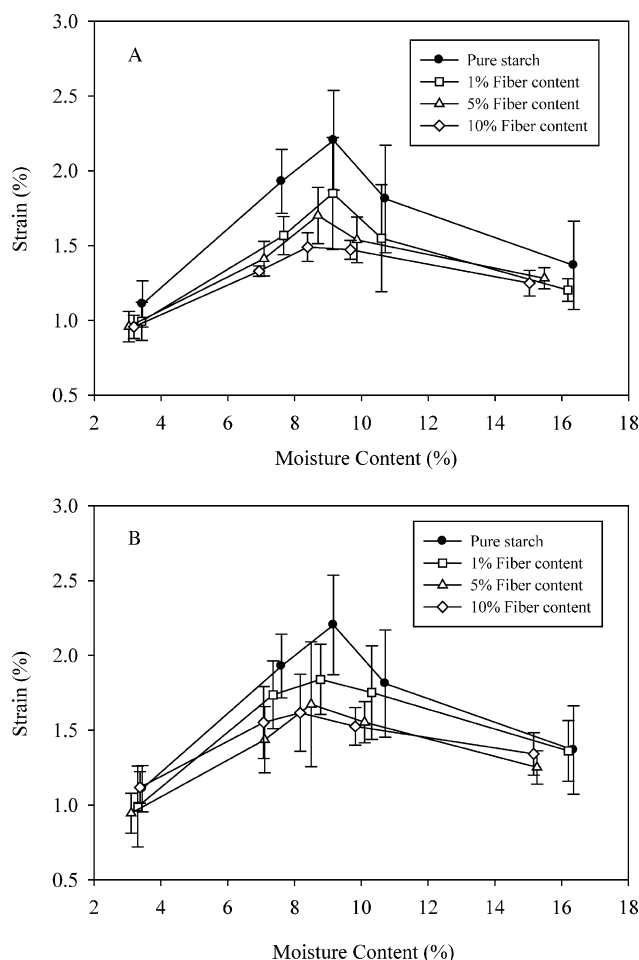 3.0
A
Pure starch
1% Fiber content
5% Fiber content
10% Fiber content
2.5
2.0
Strain (%)
1.5
1.0
0.5
2 4 6 8 10 12 14 16 18
Moisture Content (%)
3.0
B
Pure starch
1% Fiber content
5% Fiber content
10% Fiber content
2.5
2.0
Strain (%)
1.5
1.0
0.5
2 4 6 8 10 12 14 16 18
Moisture Content (%)